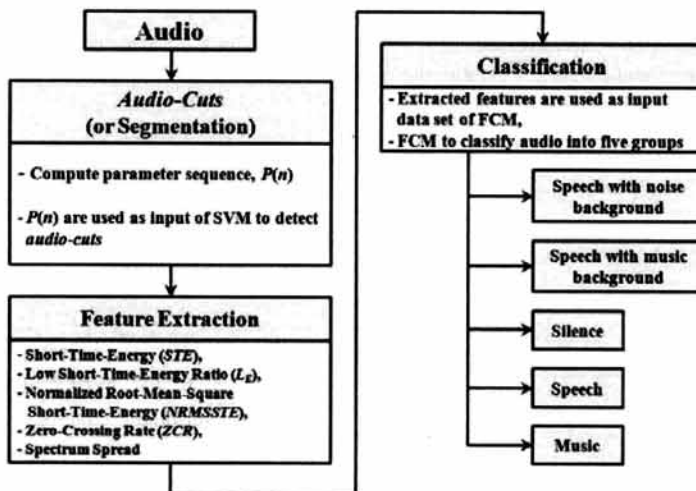 Audio
Audio-Cuts
(or Segmentation)
- Compute parameter sequence, P(n)
- P(n) are used as input of SVM to detect
audio-cuts
Feature Extraction
- Short-Time-Energy (STE),
- Low Short-Time-Energy Ratio (L_E),
- Normalized Root-Mean-Square
Short-Time-Energy (NRMSSTE),
- Zero-Crossing Rate (ZCR),
- Spectrum Spread
Classification
- Extracted features are used as input
data set of FCM,
- FCM to classify audio into five groups
Speech with noise
background
Speech with music
background
Silence
Speech
Music